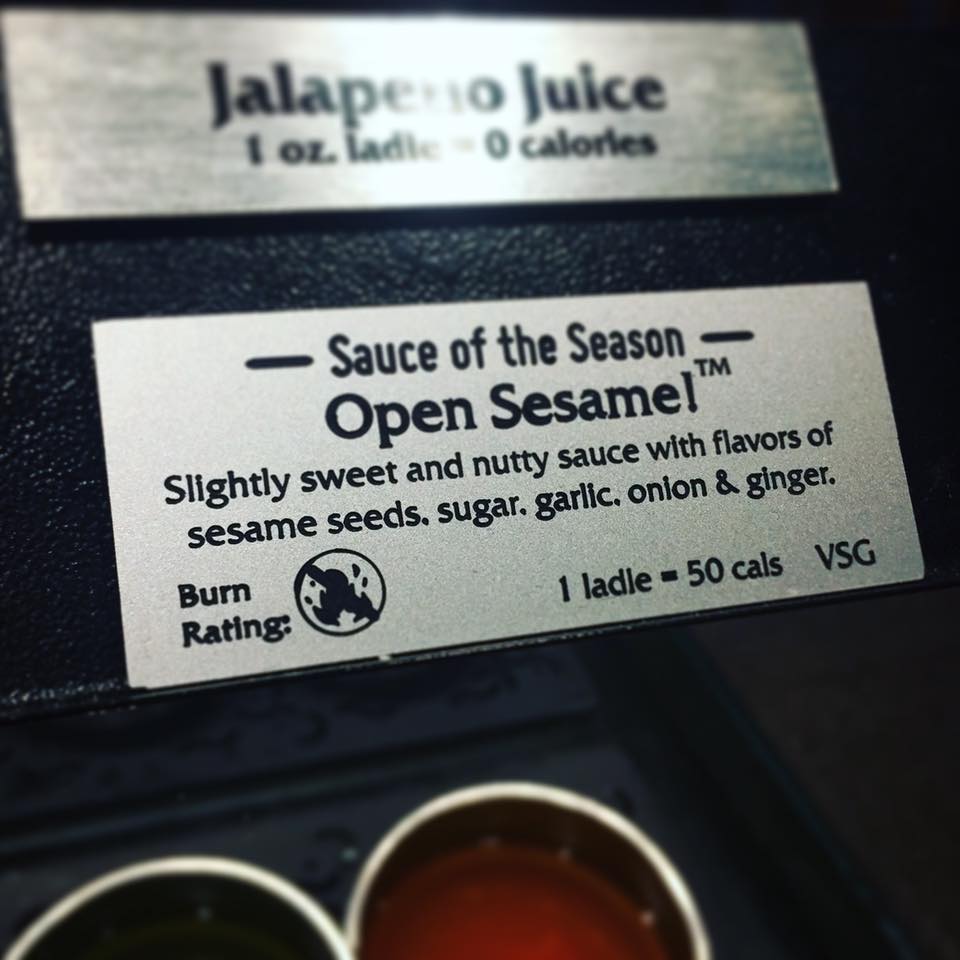 Jalapeno Juice
1 oz. ladle = 0 calories
Sauce of the Season
Open Sesame!™
Slightly sweet and nutty sauce with flavors of
sesame seeds, sugar, garlic, onion & ginger.
Burn
Rating:
1 ladle = 50 cals VSG